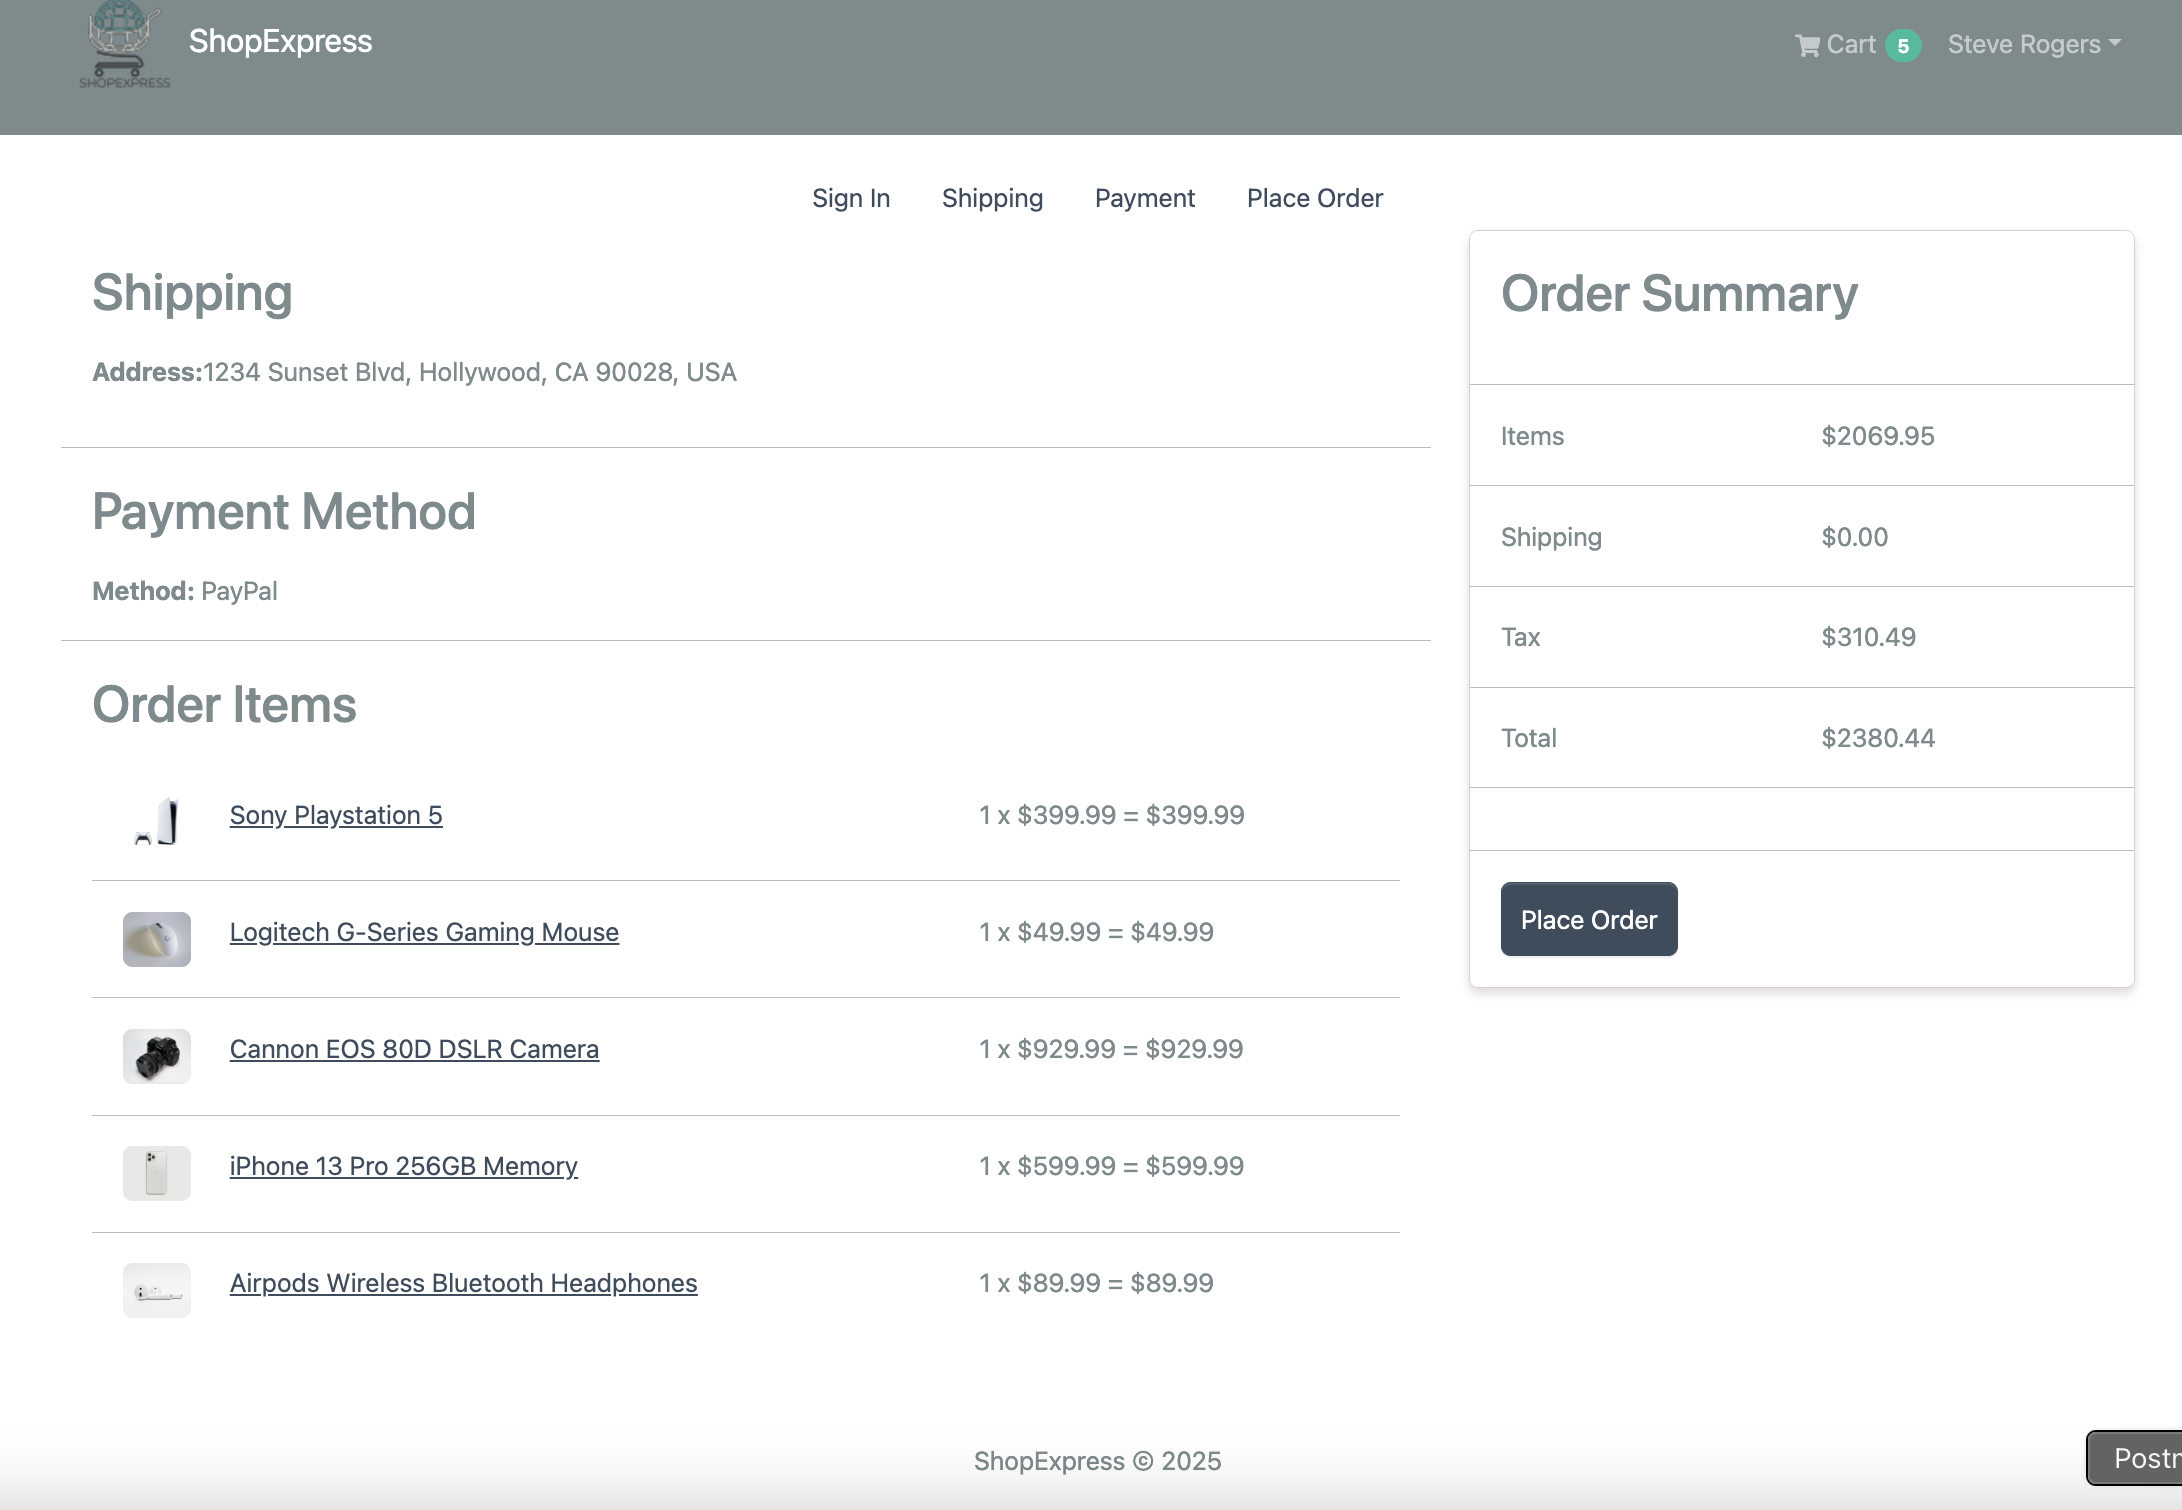 SHOPEXPRESS
ShopExpress
Cart 5 Steve Rogers
Sign In Shipping Payment Place Order
Shipping
Address:1234 Sunset Blvd, Hollywood, CA 90028, USA
Payment Method
Method: PayPal
Order Items
Sony Playstation 5 1 x $399.99 = $399.99
Logitech G-Series Gaming Mouse 1 x $49.99 = $49.99
Cannon EOS 80D DSLR Camera 1 x $929.99 = $929.99
iPhone 13 Pro 256GB Memory 1 x $599.99 = $599.99
Airpods Wireless Bluetooth Headphones 1 x $89.99 = $89.99
Order Summary
Items $2069.95
Shipping $0.00
Tax $310.49
Total $2380.44
Place Order
ShopExpress © 2025